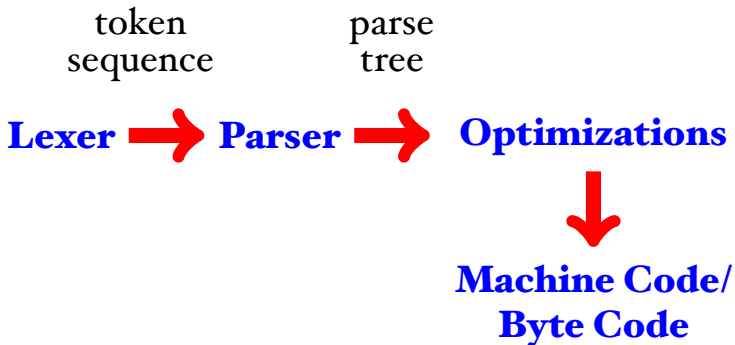 token
sequence
parse
tree
Lexer
Parser
Optimizations
Machine Code/
Byte Code